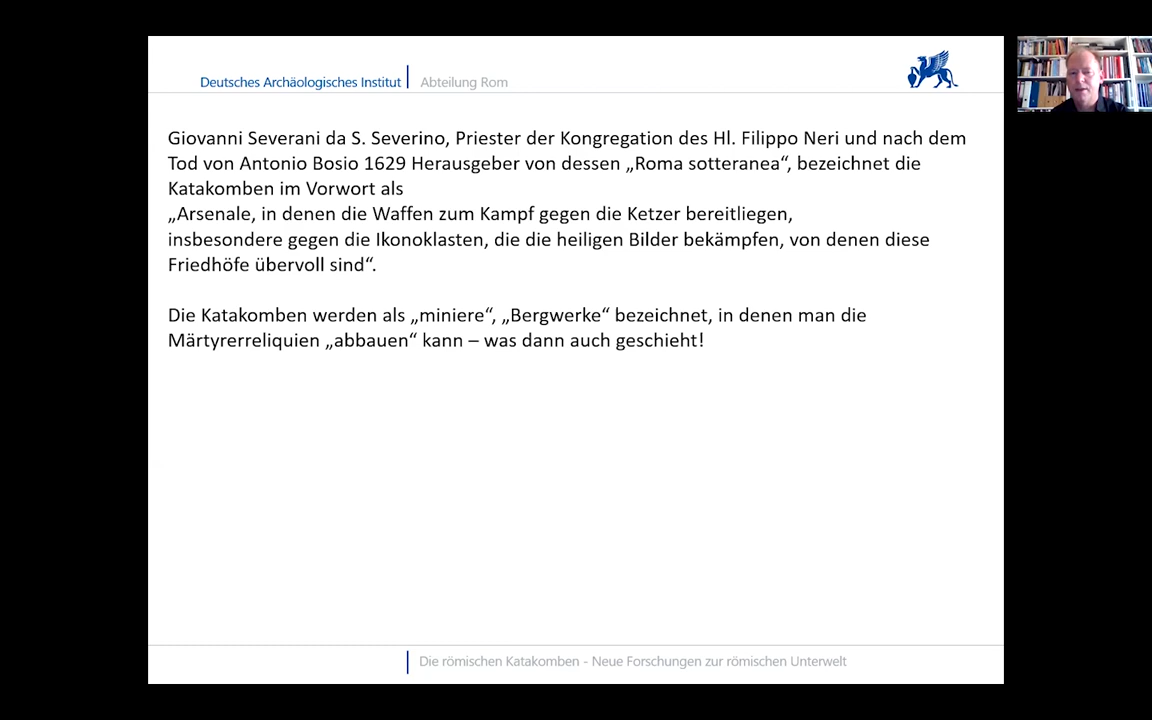 Deutsches Archäologisches Institut
Abteilung Rom
Giovanni Severani da S. Severino, Priester der Kongregation des Hl. Filippo Neri und nach dem
Tod von Antonio Bosio 1629 Herausgeber von dessen „Roma sotteranea“, bezeichnet die
Katakomben im Vorwort als
„Arsenale, in denen die Waffen zum Kampf gegen die Ketzer bereitliegen,
insbesondere gegen die Ikonoklasten, die die heiligen Bilder bekämpfen, von denen diese
Friedhöfe übervoll sind“.
Die Katakomben werden als „miniere“, „Bergwerke“ bezeichnet, in denen man die
Märtyrerreliquien „abbauen“ kann – was dann auch geschieht!
Die römischen Katakomben - Neue Forschungen zur römischen Unterwelt